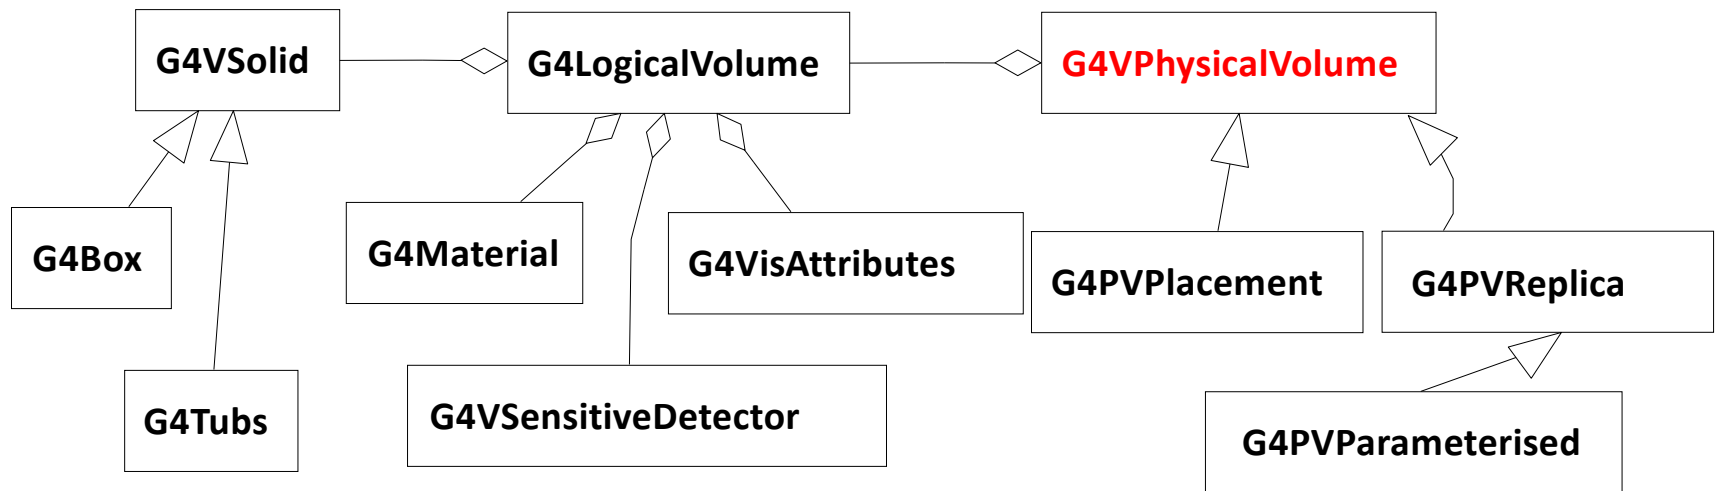 G4VSolid
G4LogicalVolume
G4VPhysicalVolume
G4Box
G4Material
G4VisAttributes
G4PVPlacement
G4PVReplica
G4Tubs
G4VSensitiveDetector
G4PVParameterised